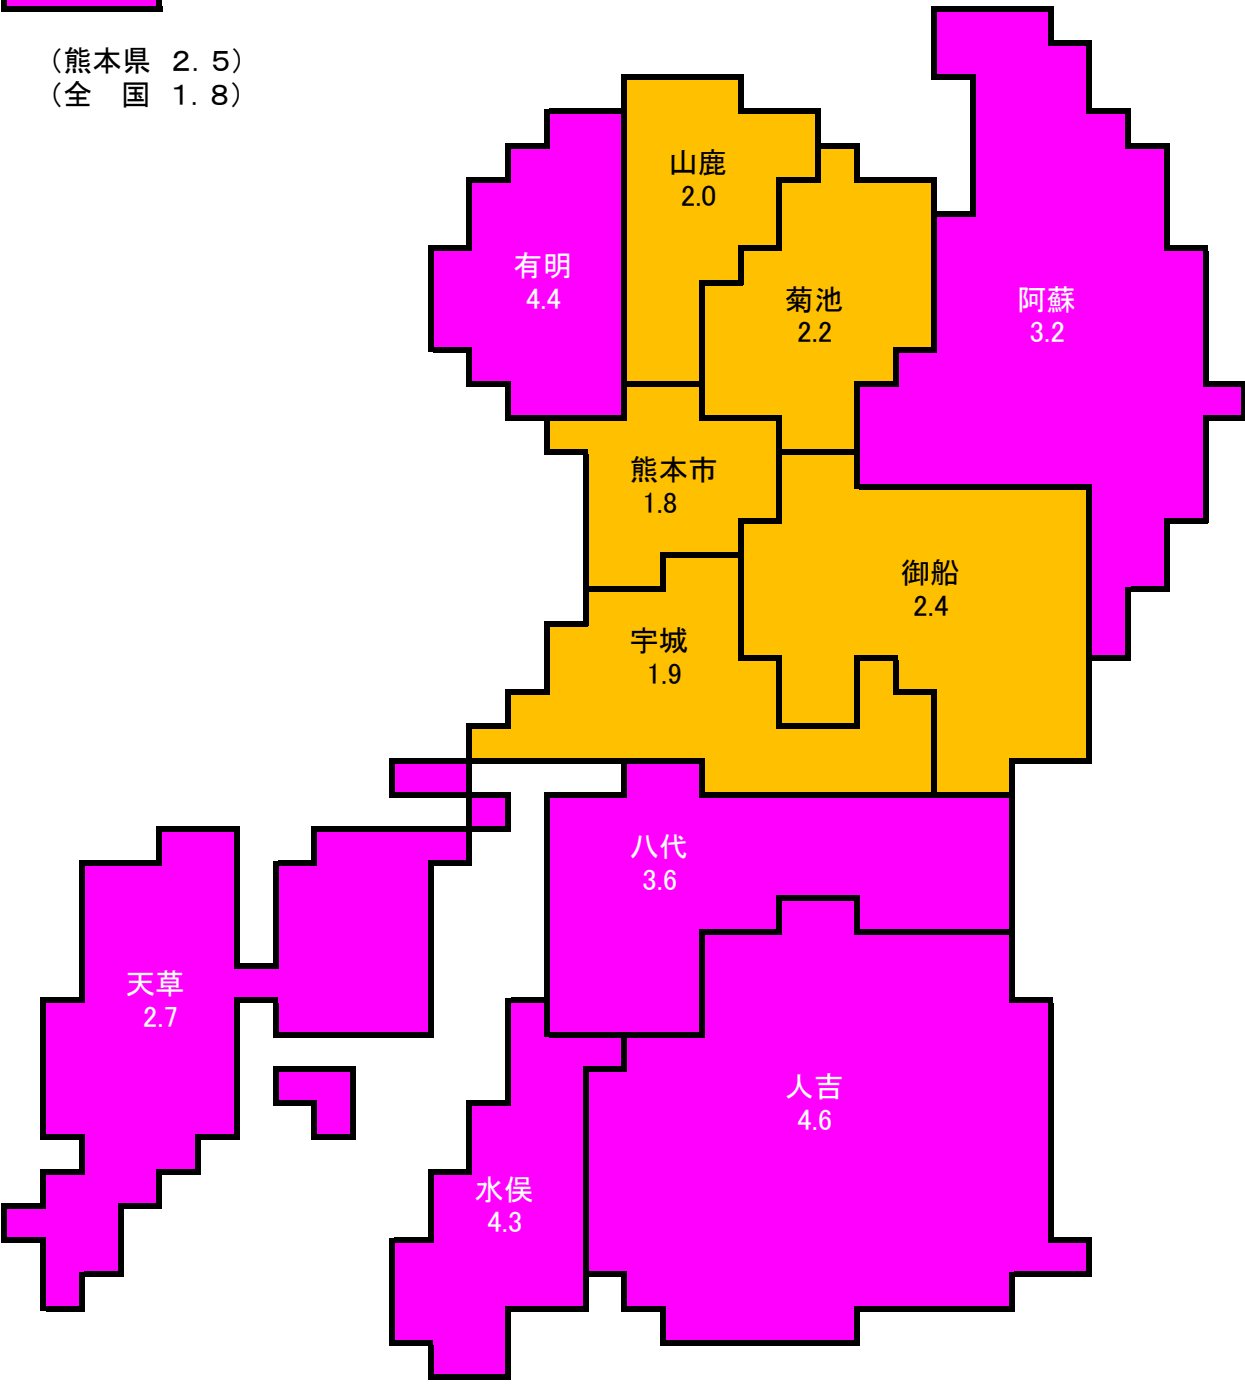 （熊本県　２．５）
（全　国　１．８）
山鹿
2.0
有明
4.4
菊池
2.2
阿蘇
3.2
熊本市
1.8
御船
2.4
宇城
1.9
八代
3.6
天草
2.7
人吉
4.6
水俣
4.3